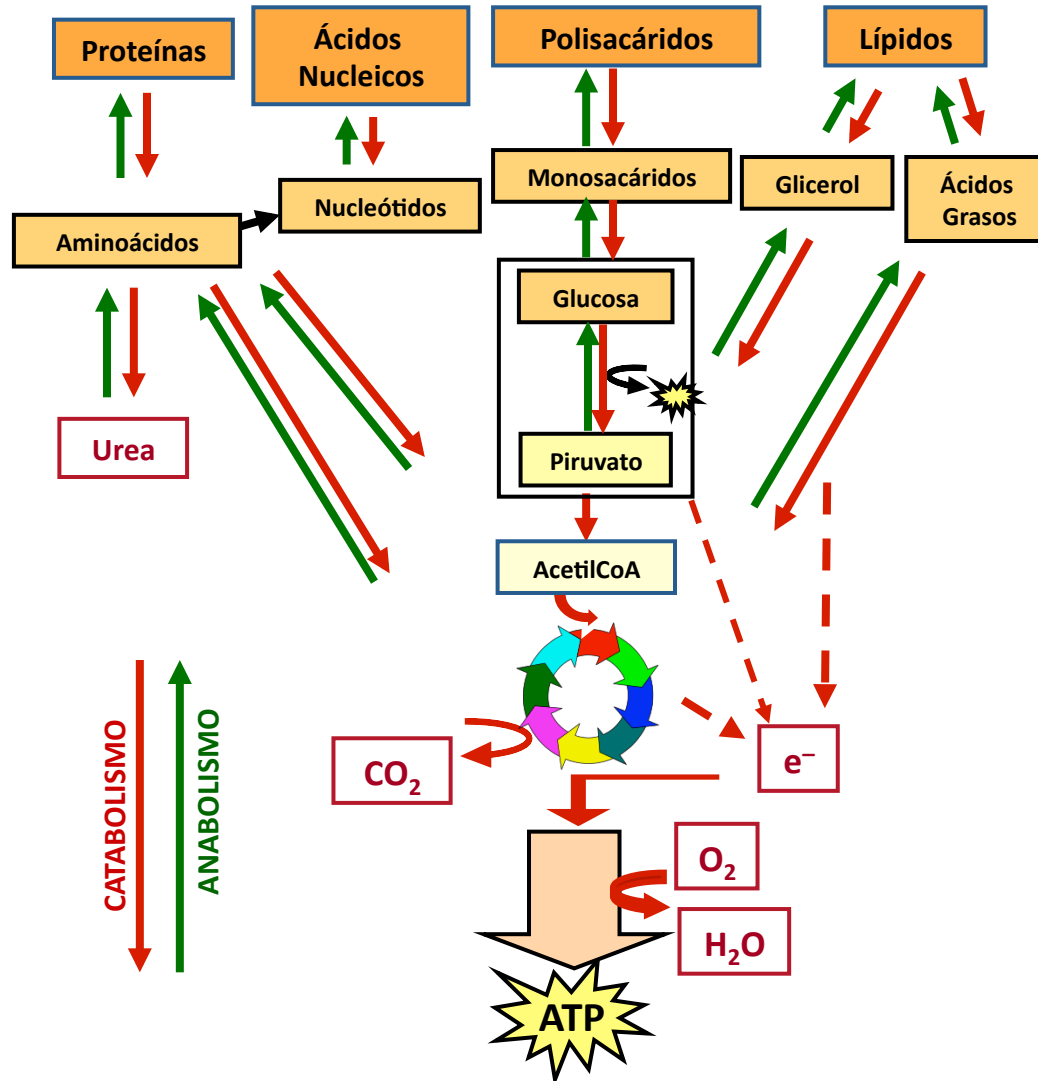 Proteínas
Ácidos
Nucleicos
Polisacáridos
Lípidos
Aminoácidos
Nucleótidos
Monosacáridos
Glicerol
Ácidos
Grasos
Glucosa
Urea
Piruvato
AcetilCoA
CO₂
e⁻
CATABOLISMO
ANABOLISMO
O₂
H₂O
ATP